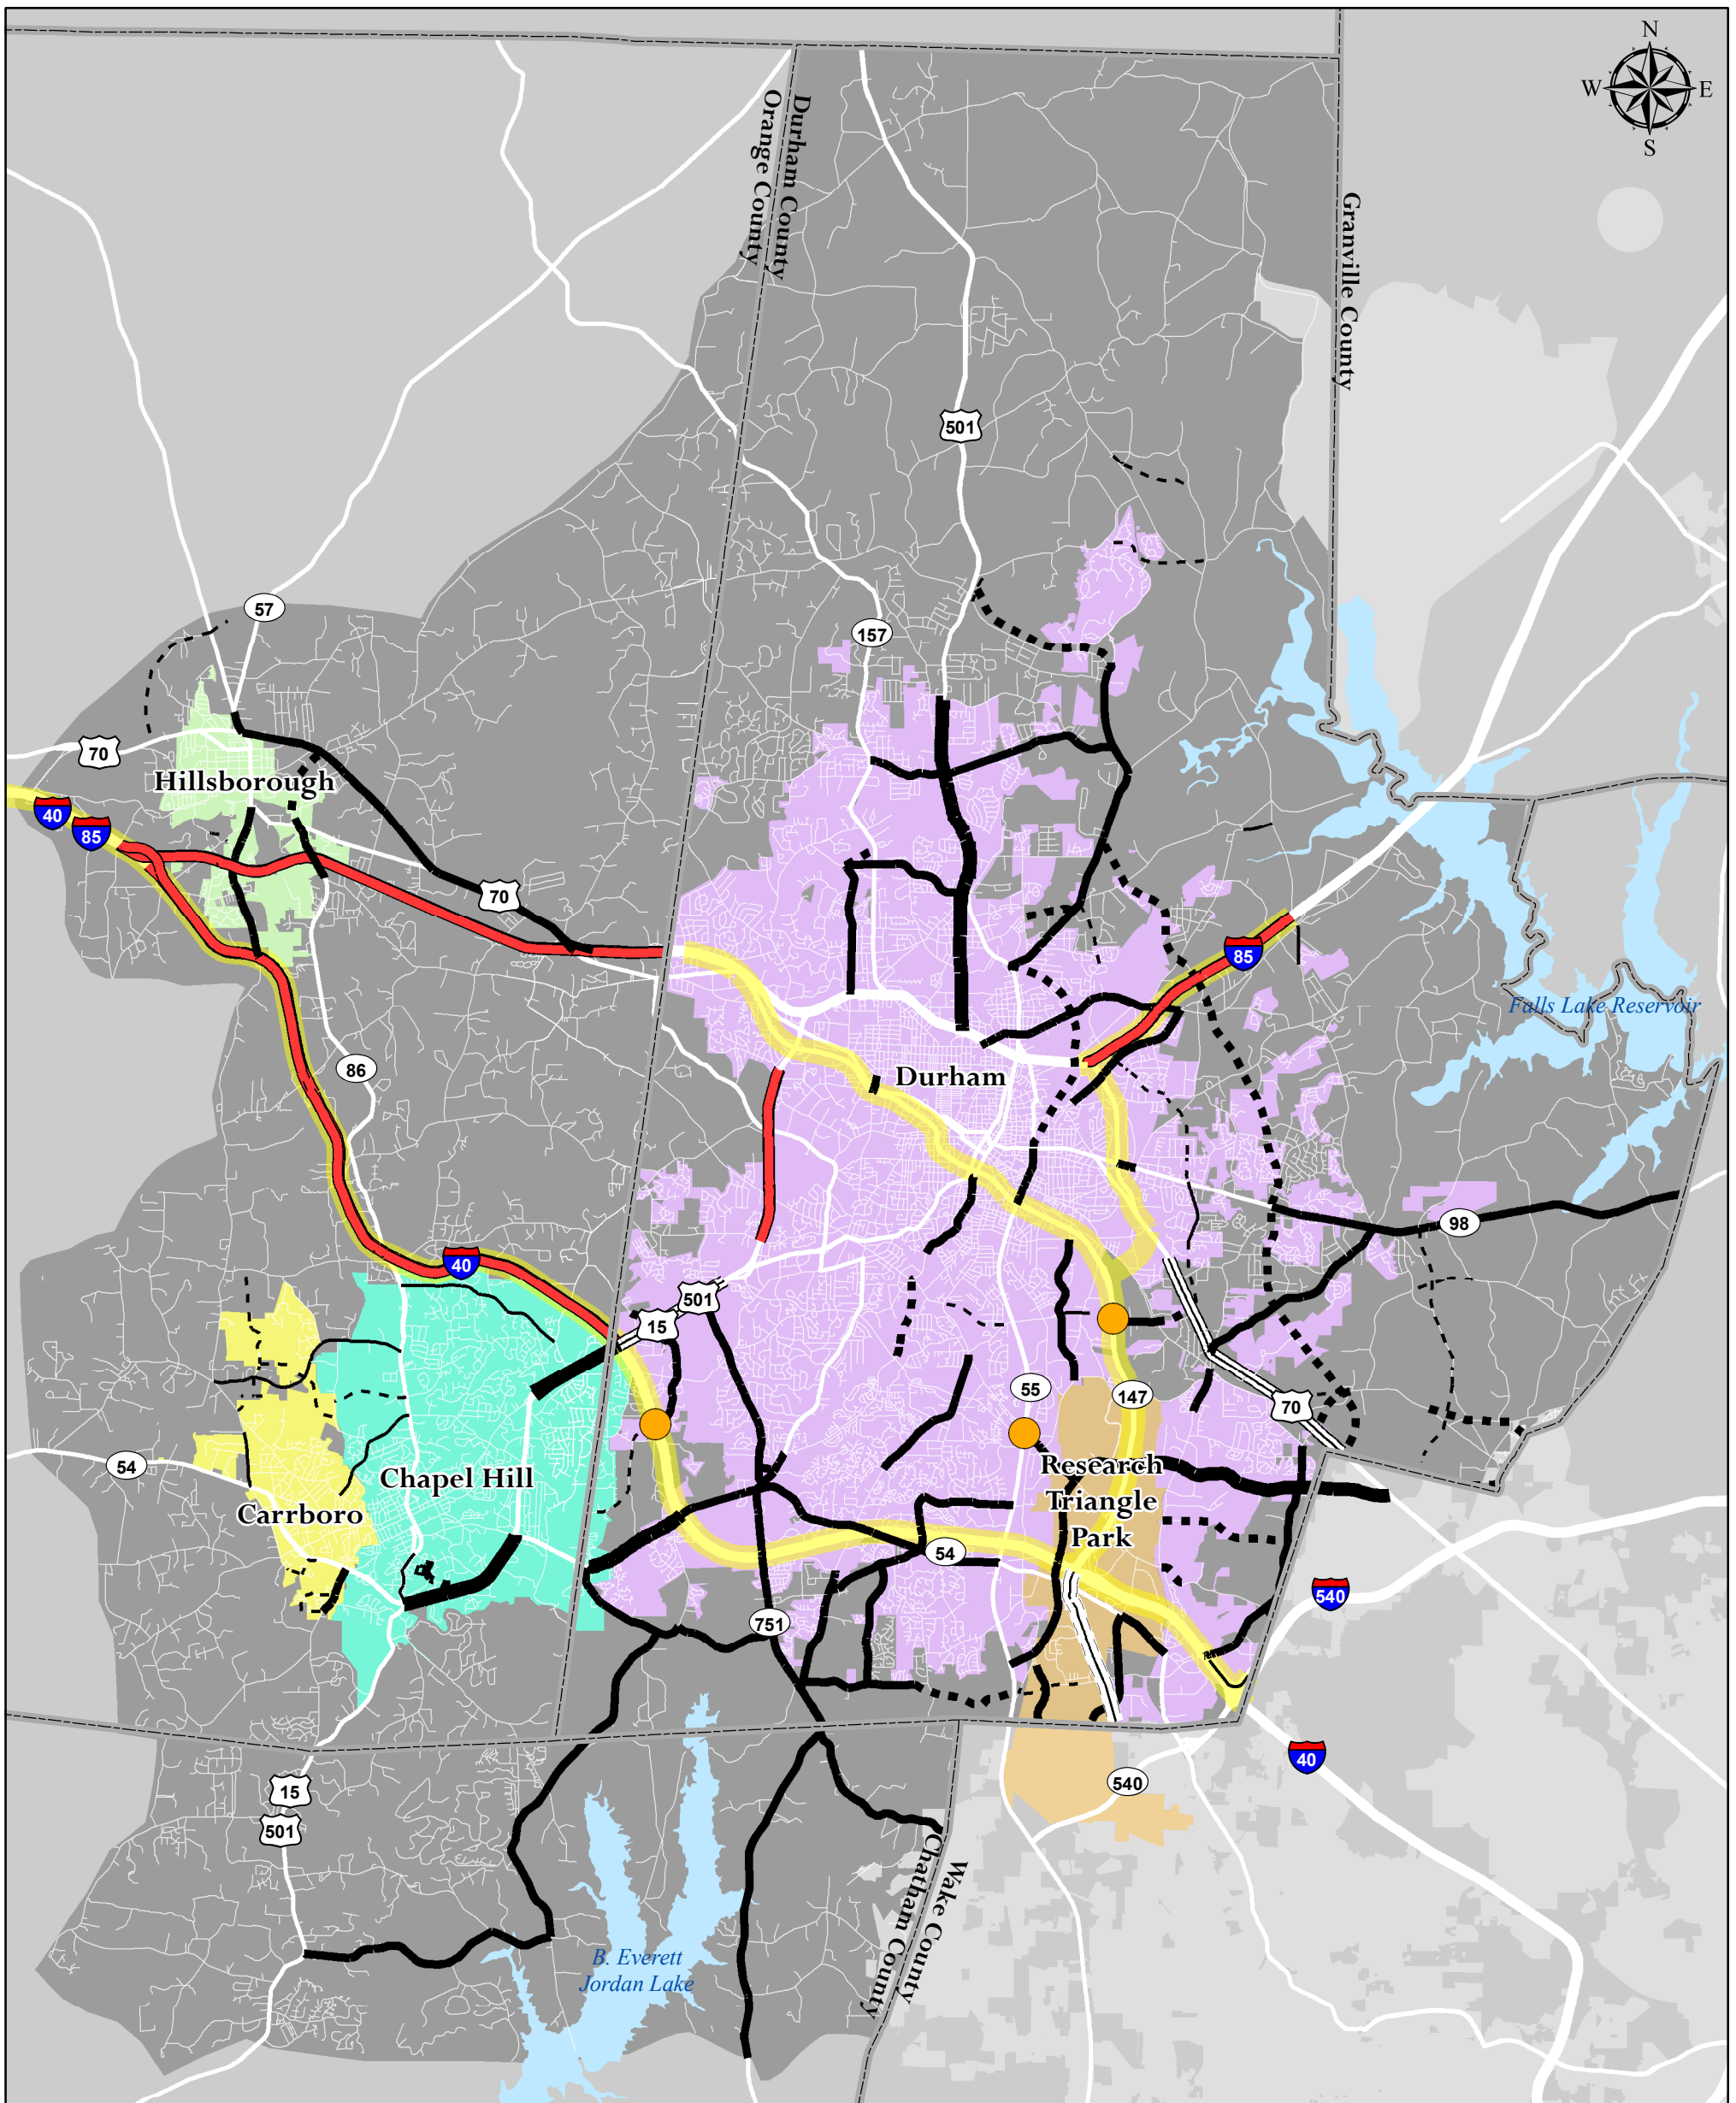 N
W E
S
Durham County
Orange County
Granville County
501
57
157
70
Hillsborough
40
85
70
85
Falls Lake Reservoir
86
Durham
98
40
501
15
55
147
70
54
Chapel Hill
Research
Triangle
Park
Carrboro
54
540
751
40
540
15
501
Wake County
Chatham County
B. Everett
Jordan Lake